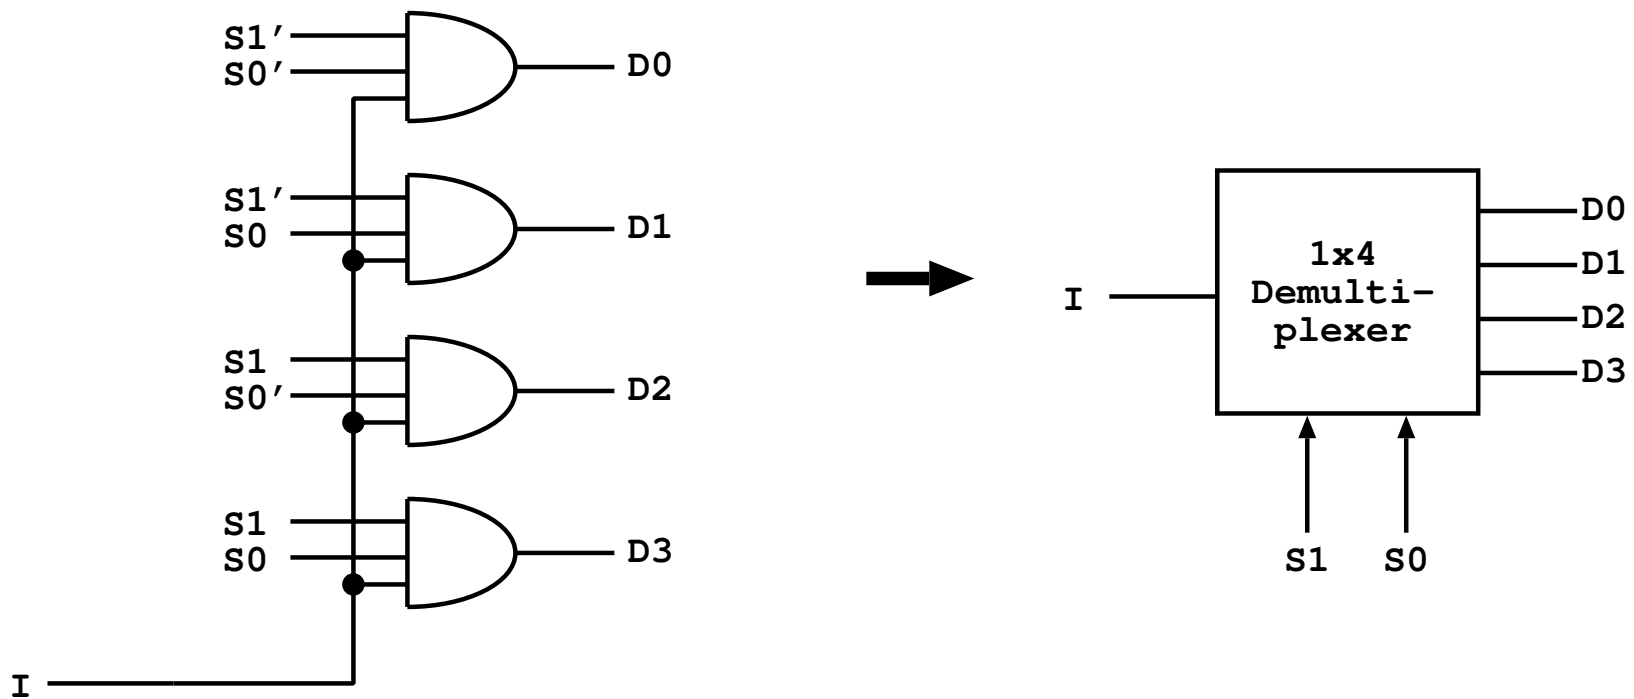 S1′
S0′
D0
S1′
S0
D1
S1
S0′
D2
S1
S0
D3
I
I
1x4
Demulti-
plexer
D0
D1
D2
D3
S1 S0